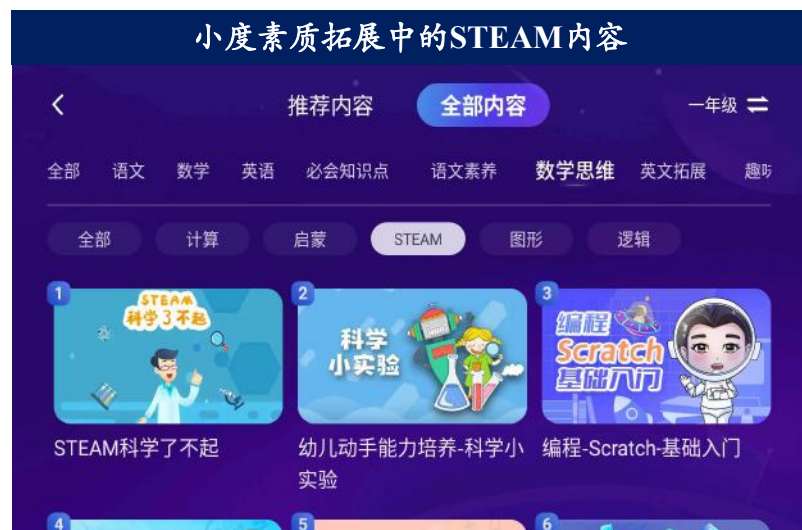 小度素质拓展中的STEAM内容
推荐内容 全部内容 一年级
全部 语文 数学 英语 必会知识点 语文素养 数学思维 英文拓展 趣味
全部 计算 启蒙 STEAM 图形 逻辑
1 2 3
STEAM
科学了不起
科学
小实验
编程
Scratch
基础入门
STEAM科学了不起
幼儿动手能力培养-科学小
实验
编程-Scratch-基础入门
4 5 6